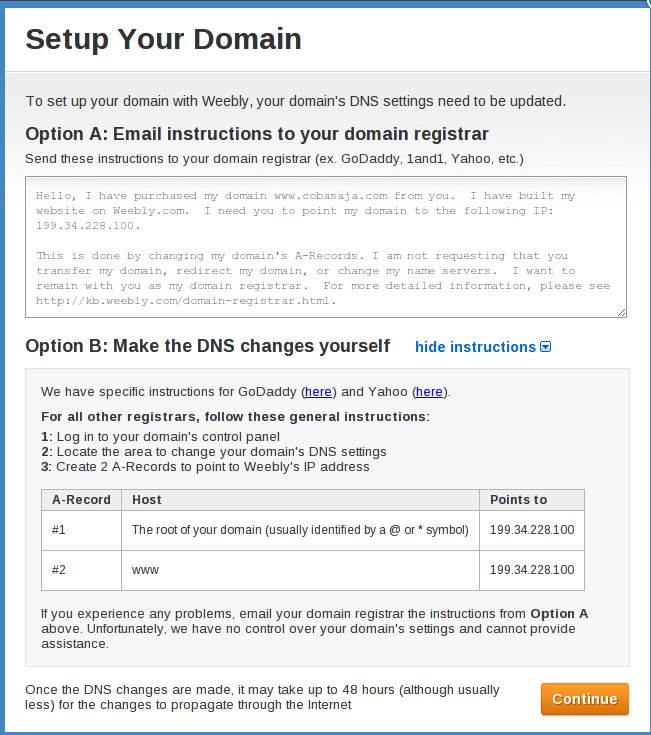 Setup Your Domain
To set up your domain with Weebly, your domain's DNS settings need to be updated.
Option A: Email instructions to your domain registrar
Send these instructions to your domain registrar (ex. GoDaddy, 1and1, Yahoo, etc.)
Hello, I have purchased my domain www.cobasaja.com from you.  I have built my
website on Weebly.com.  I need you to point my domain to the following IP:
199.34.228.100.
This is done by changing my domain's A-Records. I am not requesting that you
transfer my domain, redirect my domain, or change my name servers.  I want to
remain with you as my domain registrar.  For more detailed information, please see
http://kb.weebly.com/domain-registrar.html.
Option B: Make the DNS changes yourself hide instructions
We have specific instructions for GoDaddy (here) and Yahoo (here).
For all other registrars, follow these general instructions:
1: Log in to your domain's control panel
2: Locate the area to change your domain's DNS settings
3: Create 2 A-Records to point to Weebly's IP address
A-Record Host Points to
#1 The root of your domain (usually identified by a @ or * symbol) 199.34.228.100
#2 www 199.34.228.100
If you experience any problems, email your domain registrar the instructions from Option A
above. Unfortunately, we have no control over your domain's settings and cannot provide
assistance.
Once the DNS changes are made, it may take up to 48 hours (although usually
less) for the changes to propagate through the Internet
Continue